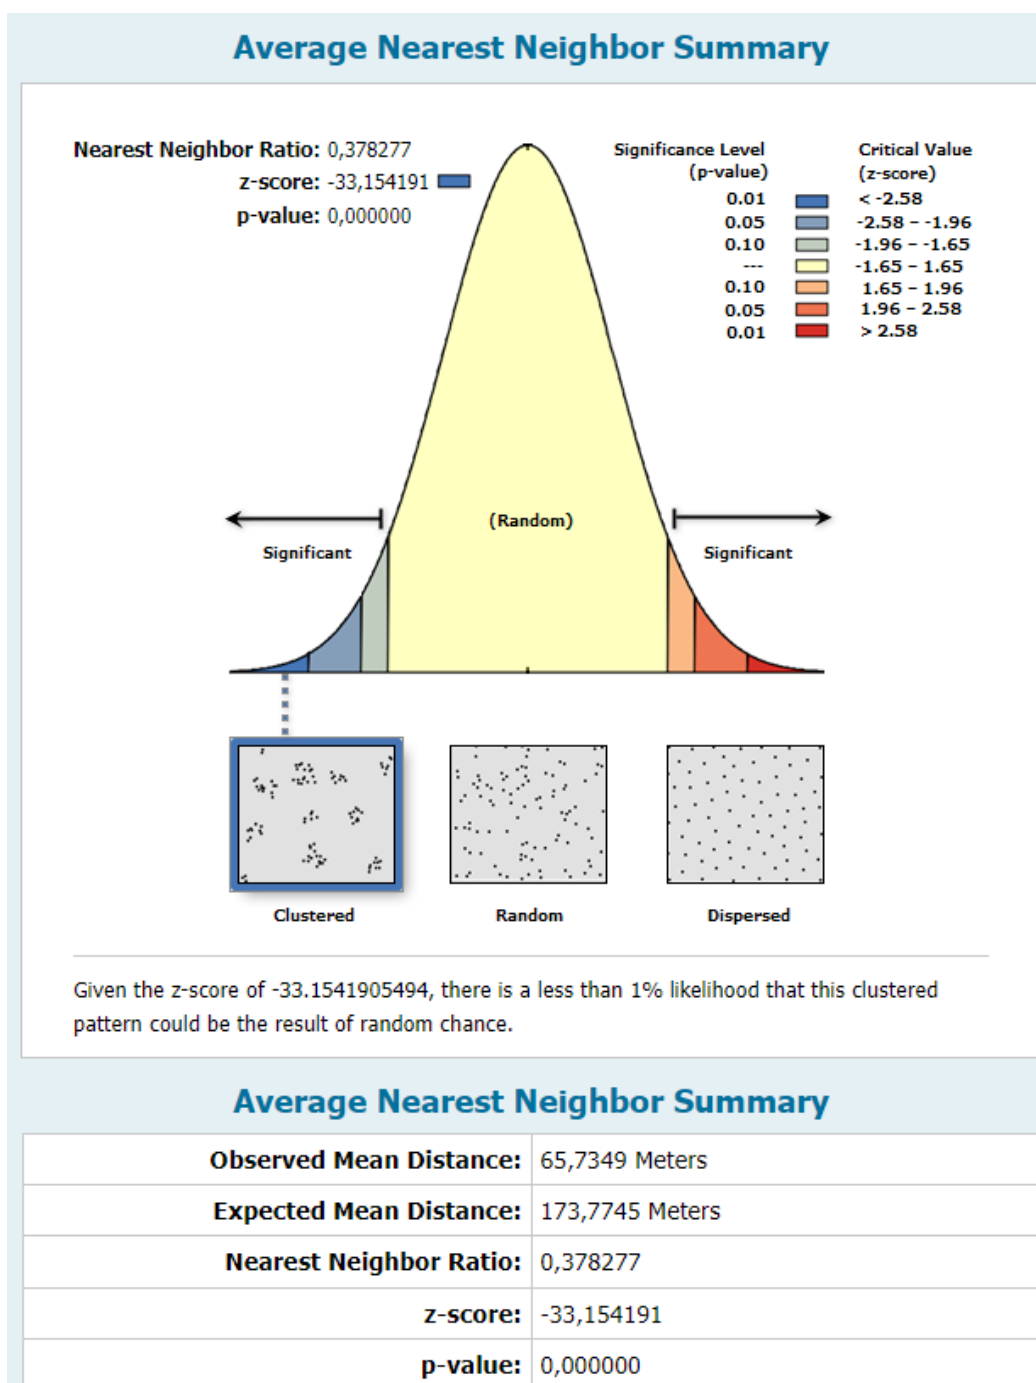 Average Nearest Neighbor Summary
Nearest Neighbor Ratio: 0,378277
z-score: -33,154191
p-value: 0,000000
Significance Level (p-value)
Critical Value (z-score)
0.01 < -2.58
0.05 -2.58 – -1.96
0.10 -1.96 – -1.65
--- -1.65 – 1.65
0.10 1.65 – 1.96
0.05 1.96 – 2.58
0.01 > 2.58
(Random)
Significant
Significant
Clustered
Random
Dispersed
Given the z-score of -33.1541905494, there is a less than 1% likelihood that this clustered
pattern could be the result of random chance.
Average Nearest Neighbor Summary
Observed Mean Distance: 65,7349 Meters
Expected Mean Distance: 173,7745 Meters
Nearest Neighbor Ratio: 0,378277
z-score: -33,154191
p-value: 0,000000